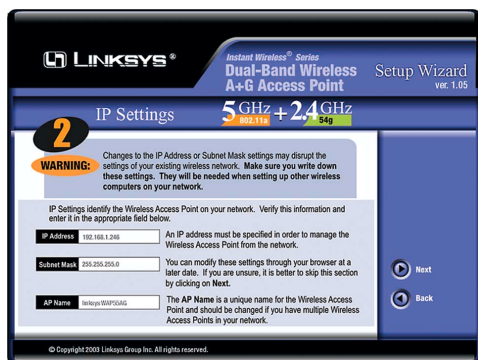 LINKSYS®
Instant Wireless® Series
Dual-Band Wireless
A+G Access Point
Setup Wizard
ver. 1.05
IP Settings
5 GHz + 2.4 GHz
802.11a 54g
2
WARNING:
Changes to the IP Address or Subnet Mask settings may disrupt the
settings of your existing wireless network. Make sure you write down
these settings. They will be needed when setting up other wireless
computers on your network.
IP Settings identify the Wireless Access Point on your network. Verify this information and
enter it in the appropriate field below.
IP Address 192.168.1.246
An IP address must be specified in order to manage the
Wireless Access Point from the network.
Subnet Mask 255.255.255.0
You can modify these settings through your browser at a
later date. If you are unsure, it is better to skip this section
by clicking on Next.
AP Name linksys WAP55AG
The AP Name is a unique name for the Wireless Access
Point and should be changed if you have multiple Wireless
Access Points in your network.
Next
Back
© Copyright 2003 Linksys Group Inc. All rights reserved.